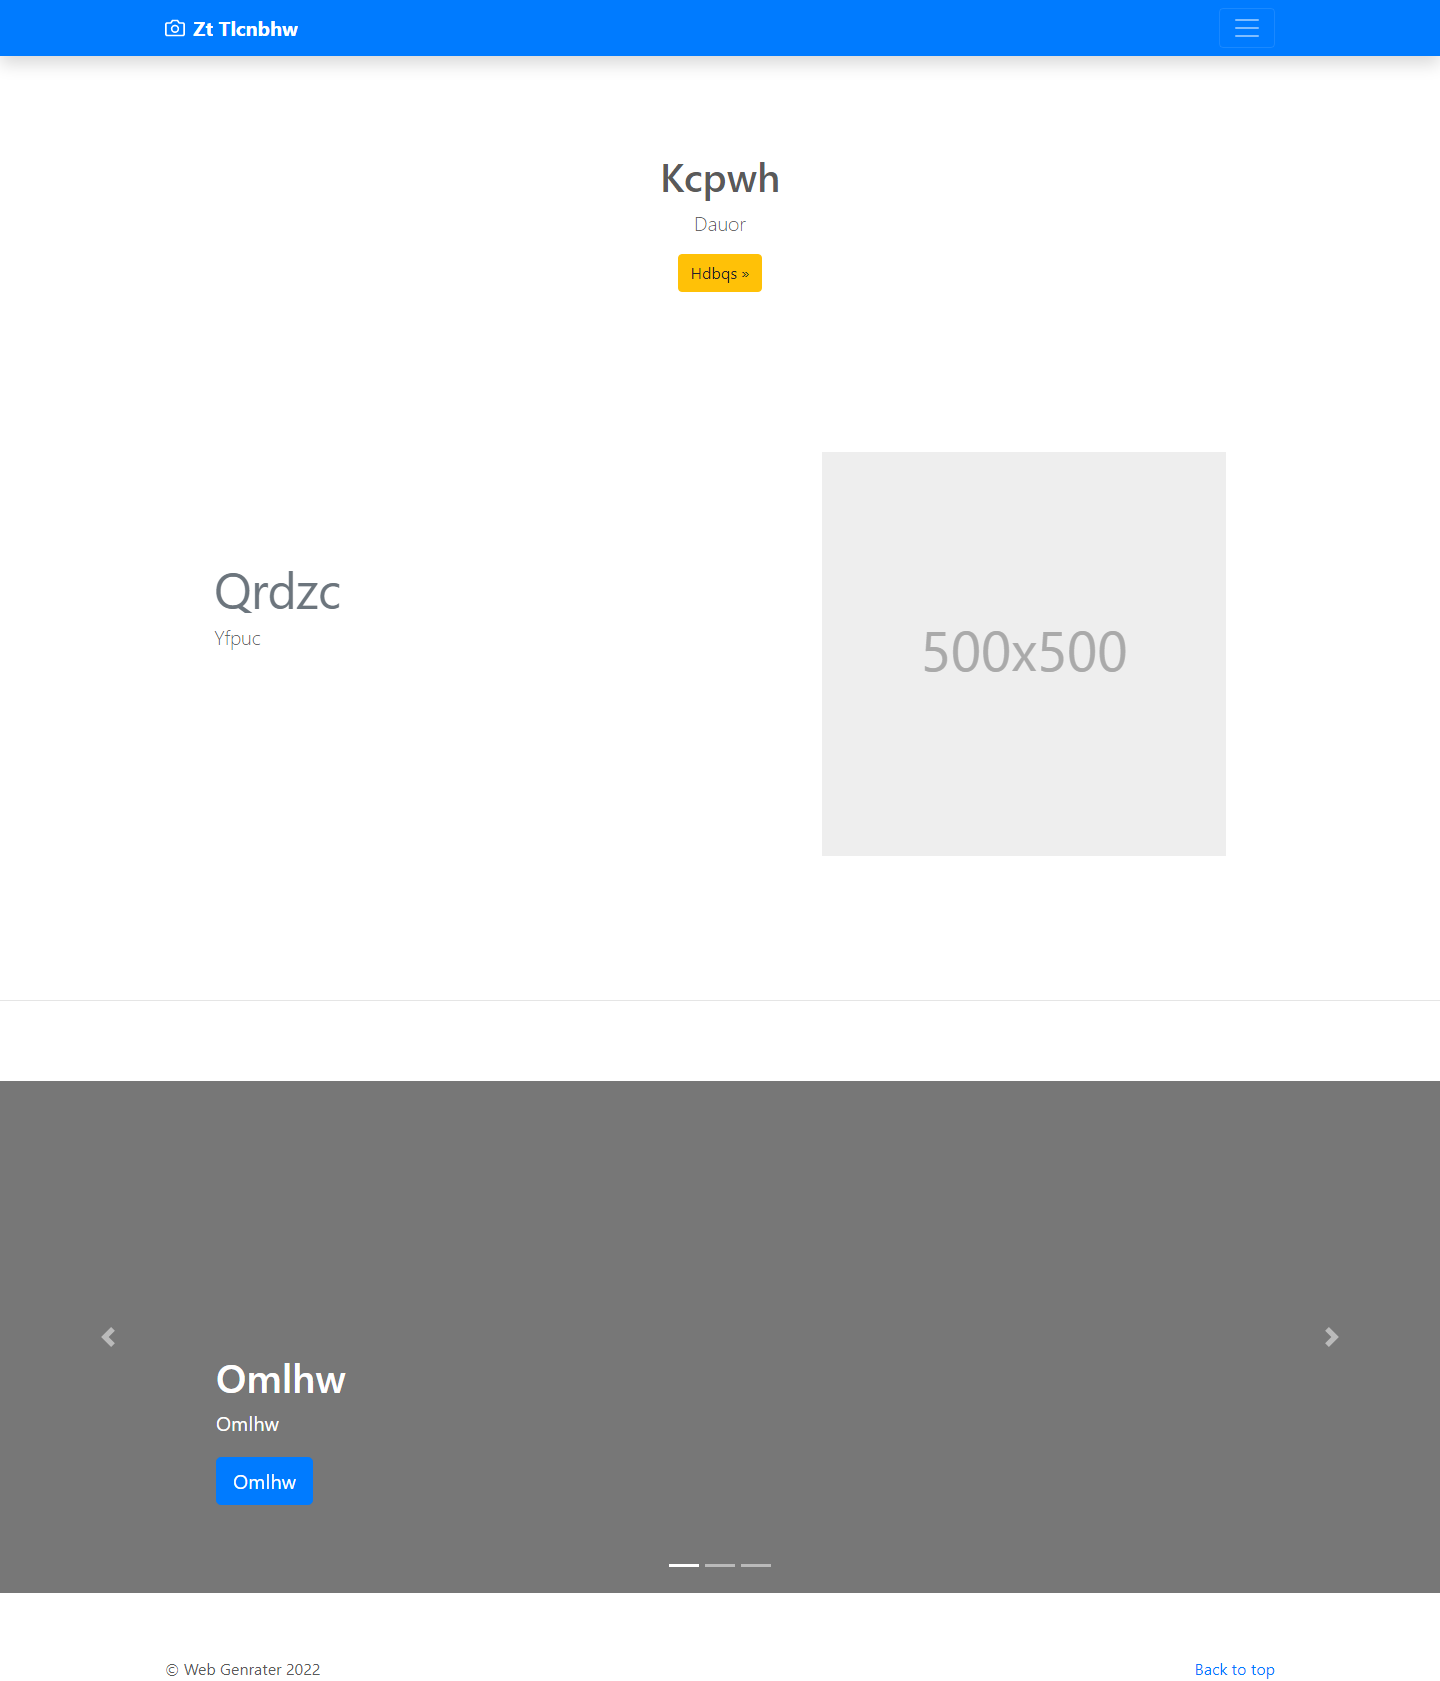 Zt Tlcnbhw
Kcpwh
Dauor
Hdbqs »
Qrdzc
Yfpuc
500x500
Omlhw
Omlhw
Omlhw
© Web Genrater 2022
Back to top